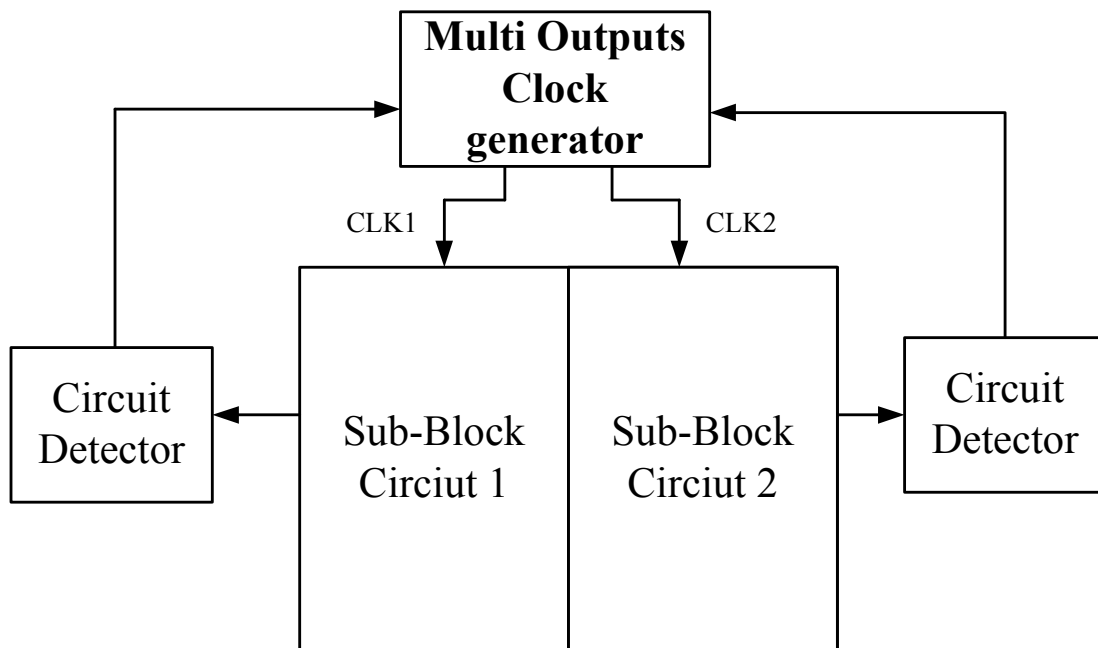 Multi Outputs
Clock
generator
CLK1
CLK2
Circuit
Detector
Sub-Block
Circiut 1
Sub-Block
Circiut 2
Circuit
Detector